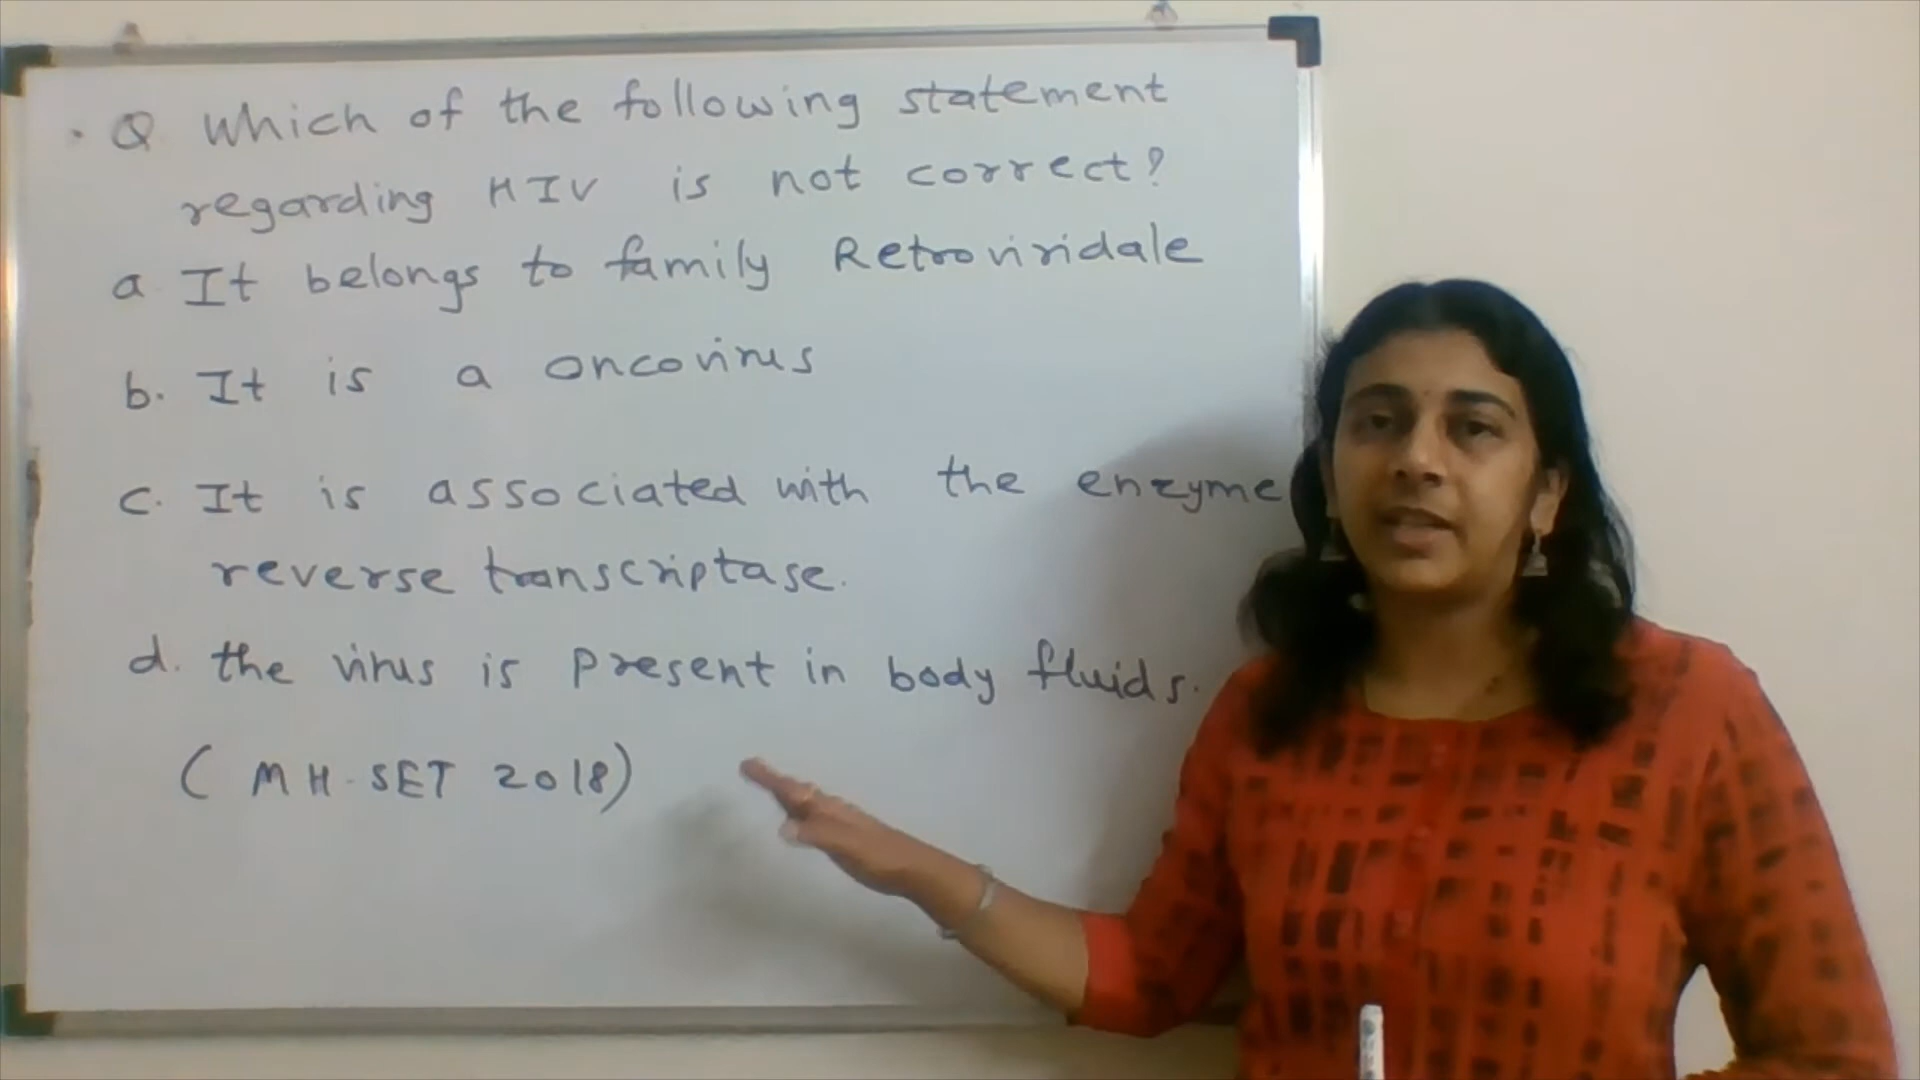 Q Which of the following statement
regarding HIV is not correct?
a It belongs to family Retroviridale
b. It is a oncovirus
c. It is associated with the enzyme
reverse transcriptase.
d. the virus is present in body fluids.
( MH-SET 2018)